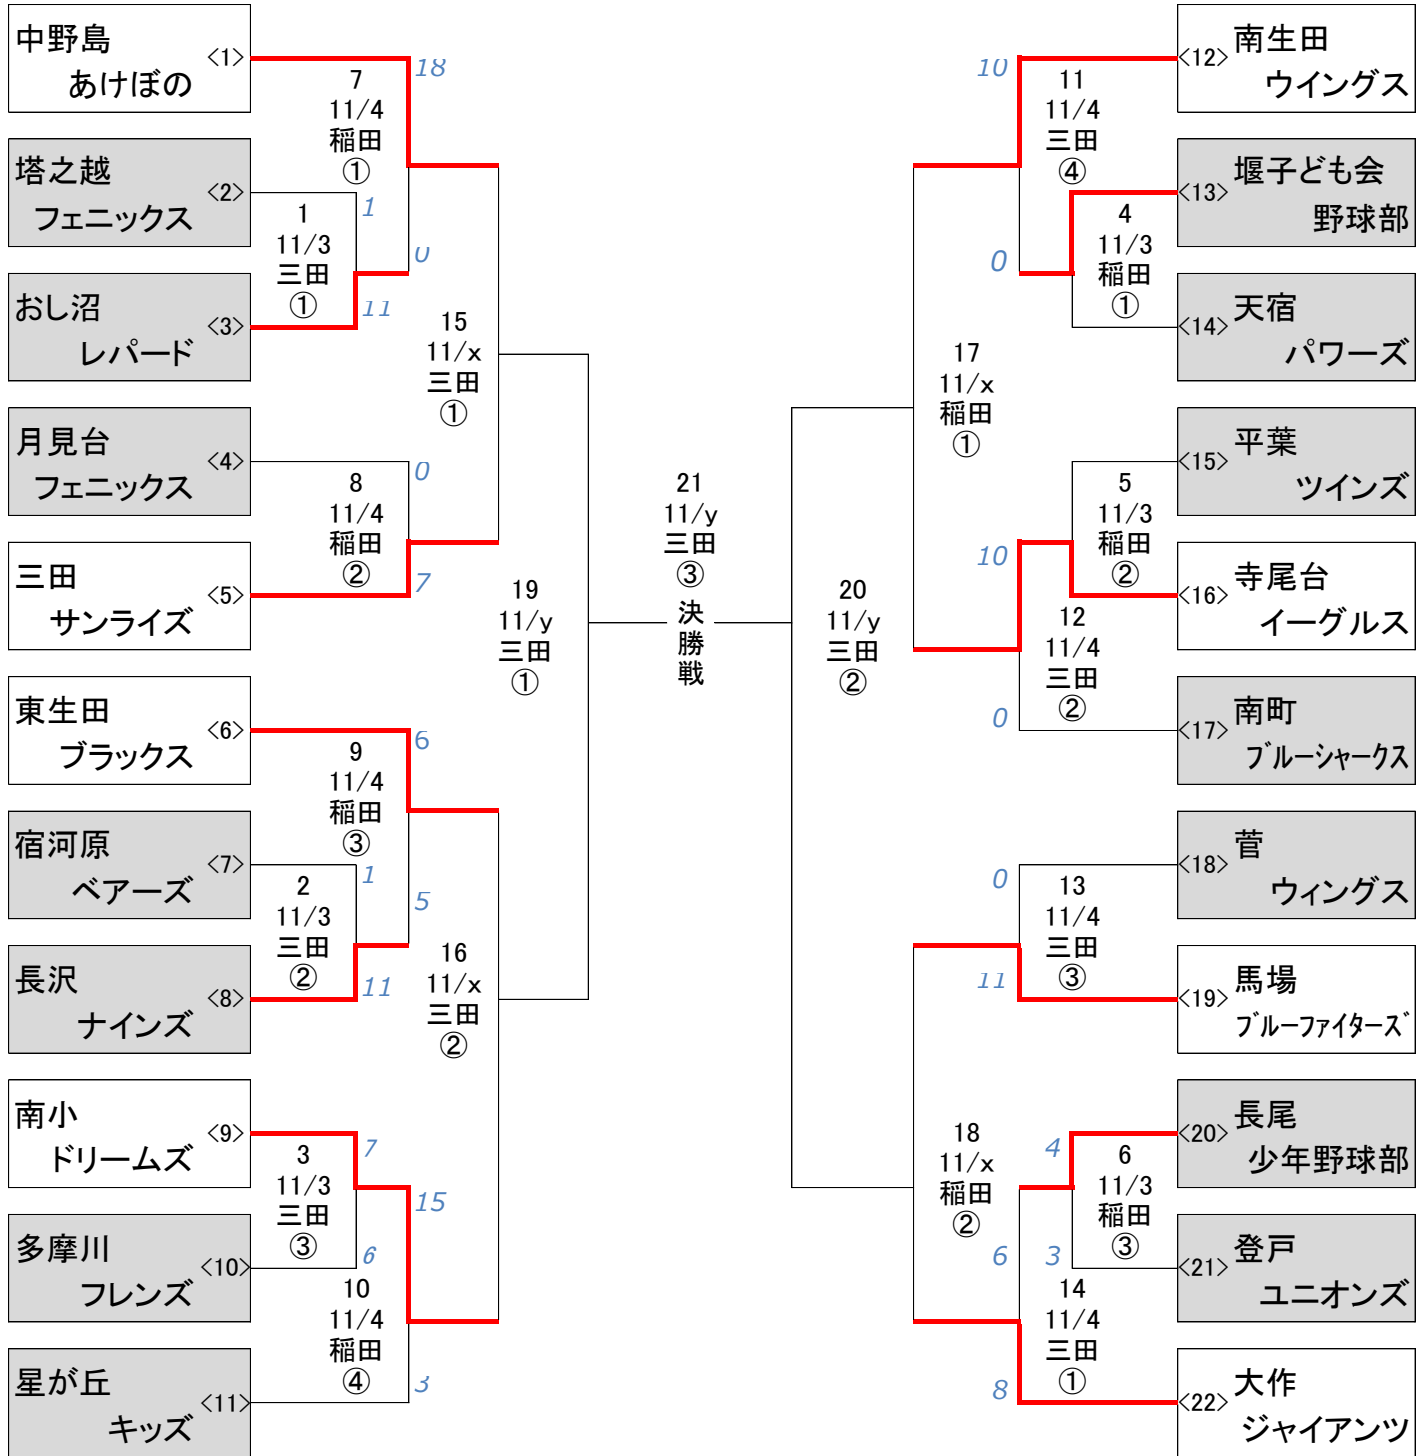 中野島
あけぼの
<1>
塔之越
フェニックス
<2>
おし沼
レパード
<3>
月見台
フェニックス
<4>
三田
サンライズ
<5>
東生田
ブラックス
<6>
宿河原
ベアーズ
<7>
長沢
ナインズ
<8>
南小
ドリームズ
<9>
多摩川
フレンズ
<10>
星が丘
キッズ
<11>
1
11/3
三田
①
1
11
2
11/3
三田
②
1
11
3
11/3
三田
③
7
6
7
11/4
稲田
①
18
0
8
11/4
稲田
②
0
7
9
11/4
稲田
③
6
5
10
11/4
稲田
④
15
3
15
11/x
三田
①
16
11/x
三田
②
19
11/y
三田
①
21
11/y
三田
③
決
勝
戦
20
11/y
三田
②
17
11/x
稲田
①
18
11/x
稲田
②
10
0
11
11/4
三田
④
10
0
12
11/4
三田
②
0
11
13
11/4
三田
③
6
8
14
11/4
三田
①
4
11/3
稲田
①
5
11/3
稲田
②
4
3
6
11/3
稲田
③
<12>
南生田
ウイングス
<13>
堰子ども会
野球部
<14>
天宿
パワーズ
<15>
平葉
ツインズ
<16>
寺尾台
イーグルス
<17>
南町
ブルーシャークス
<18>
菅
ウィングス
<19>
馬場
ブルーファイターズ
<20>
長尾
少年野球部
<21>
登戸
ユニオンズ
<22>
大作
ジャイアンツ